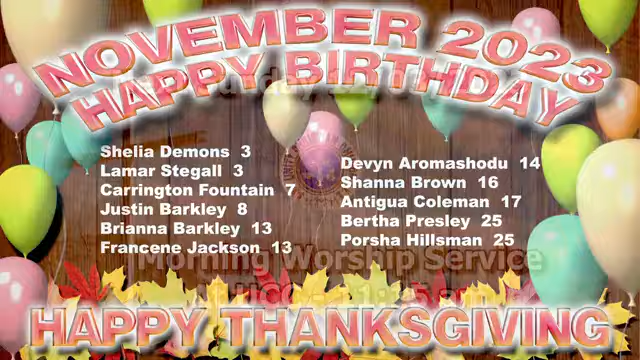 NOVEMBER 2023
HAPPY BIRTHDAY
Shelia Demons 3
Lamar Stegall 3
Carrington Fountain 7
Justin Barkley 8
Brianna Barkley 13
Francene Jackson 13
Devyn Aromashodu 14
Shanna Brown 16
Antigua Coleman 17
Bertha Presley 25
Porsha Hillsman 25
Morning Worship Service
HAPPY THANKSGIVING